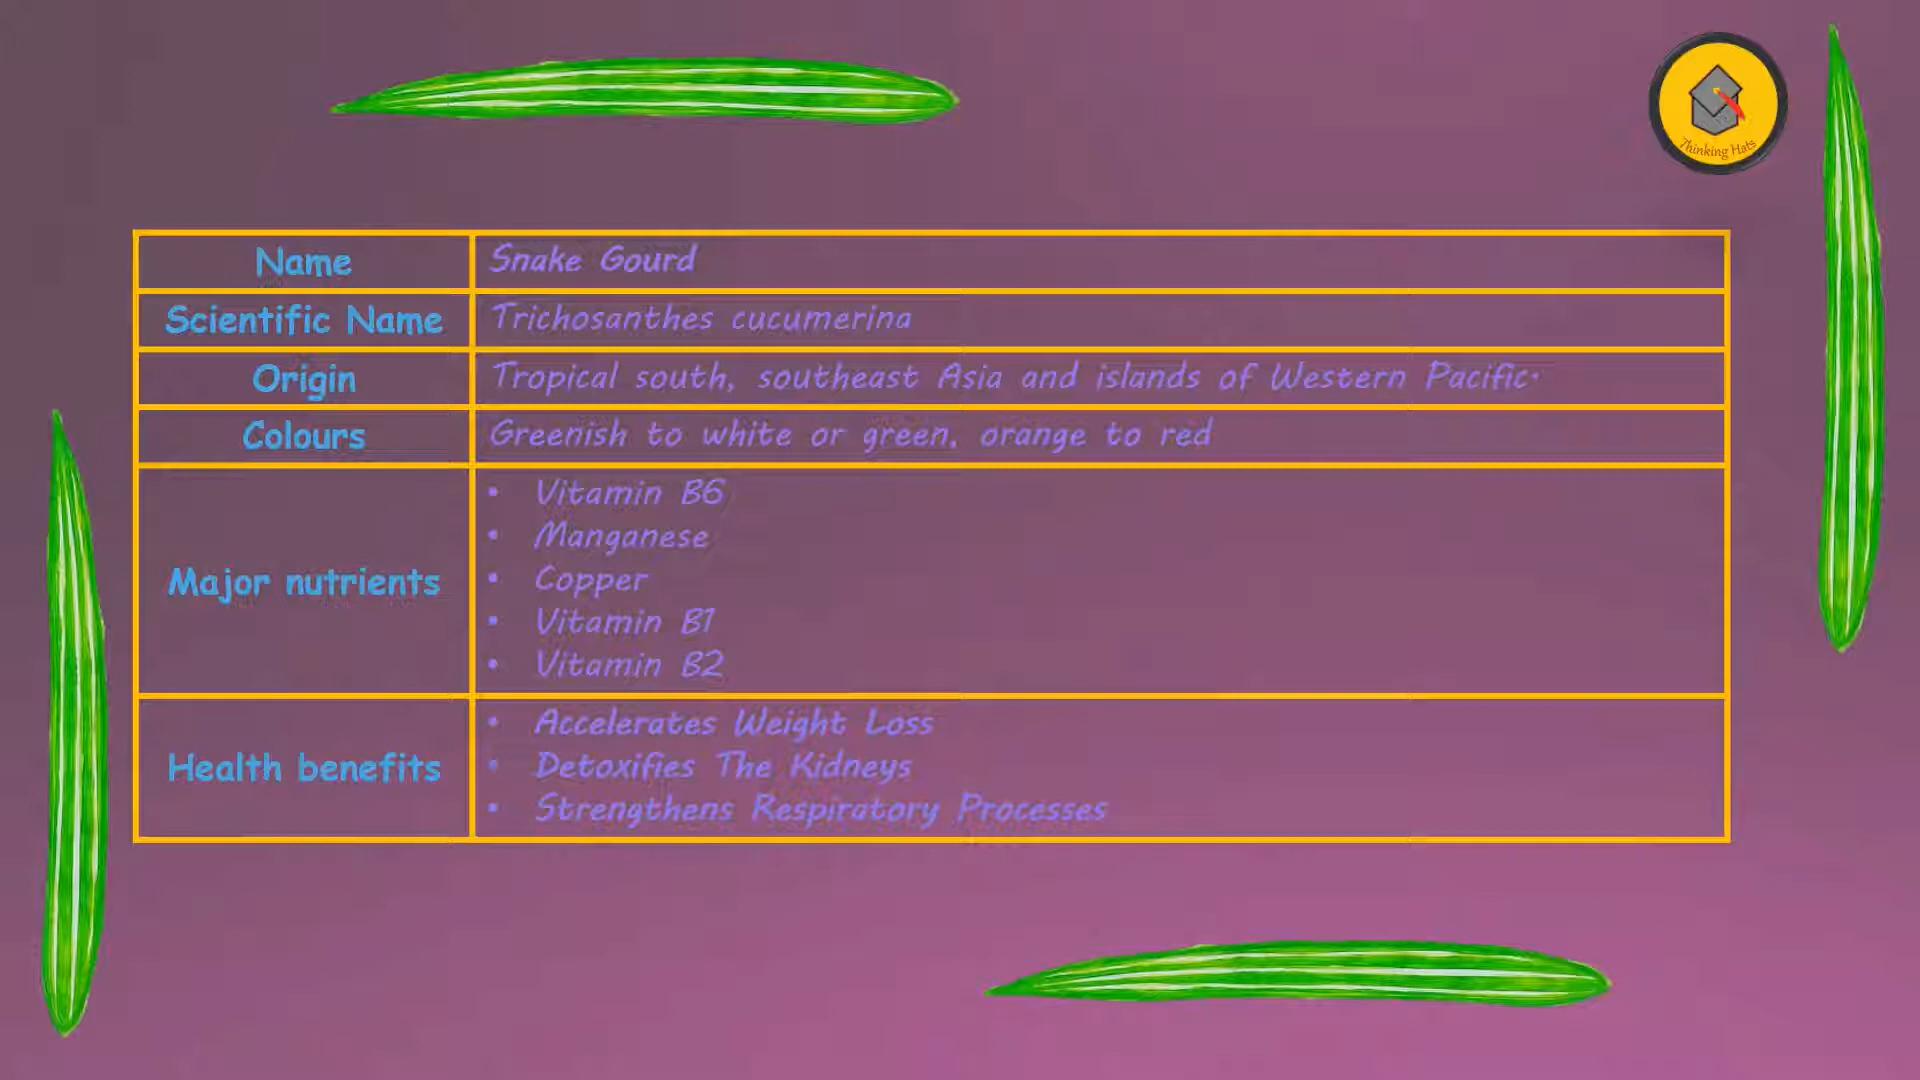 Thinking Hats
Name Snake Gourd
Scientific Name Trichosanthes cucumerina
Origin Tropical south, southeast Asia and islands of Western Pacific.
Colours Greenish to white or green, orange to red
Major nutrients
• Vitamin B6
• Manganese
• Copper
• Vitamin B1
• Vitamin B2
Health benefits
• Accelerates Weight Loss
• Detoxifies The Kidneys
• Strengthens Respiratory Processes